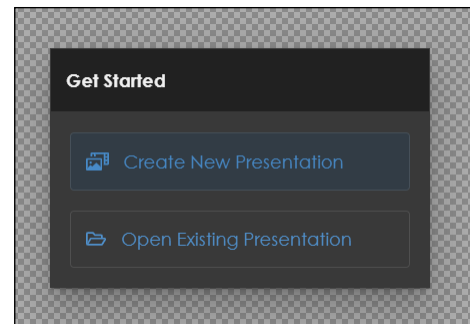 Get Started
Create New Presentation
Open Existing Presentation